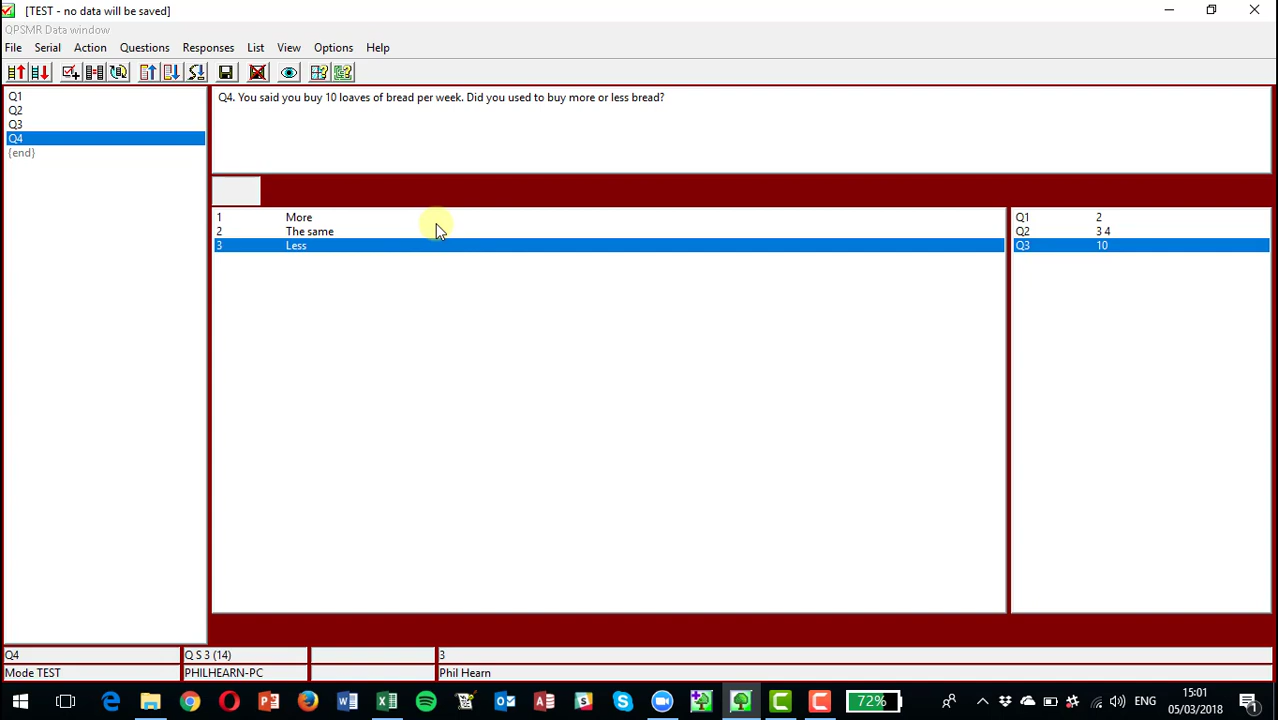 [TEST - no data will be saved]
QPSMR Data window
File Serial Action Questions Responses List View Options Help
Q1
Q2
Q3
Q4
{end}
Q4. You said you buy 10 loaves of bread per week. Did you used to buy more or less bread?
1 More
2 The same
3 Less
Q1 2
Q2 3 4
Q3 10
Q4 Q S 3 (14) 3
Mode TEST PHILHEARN-PC Phil Hearn
72% ENG
15:01
05/03/2018